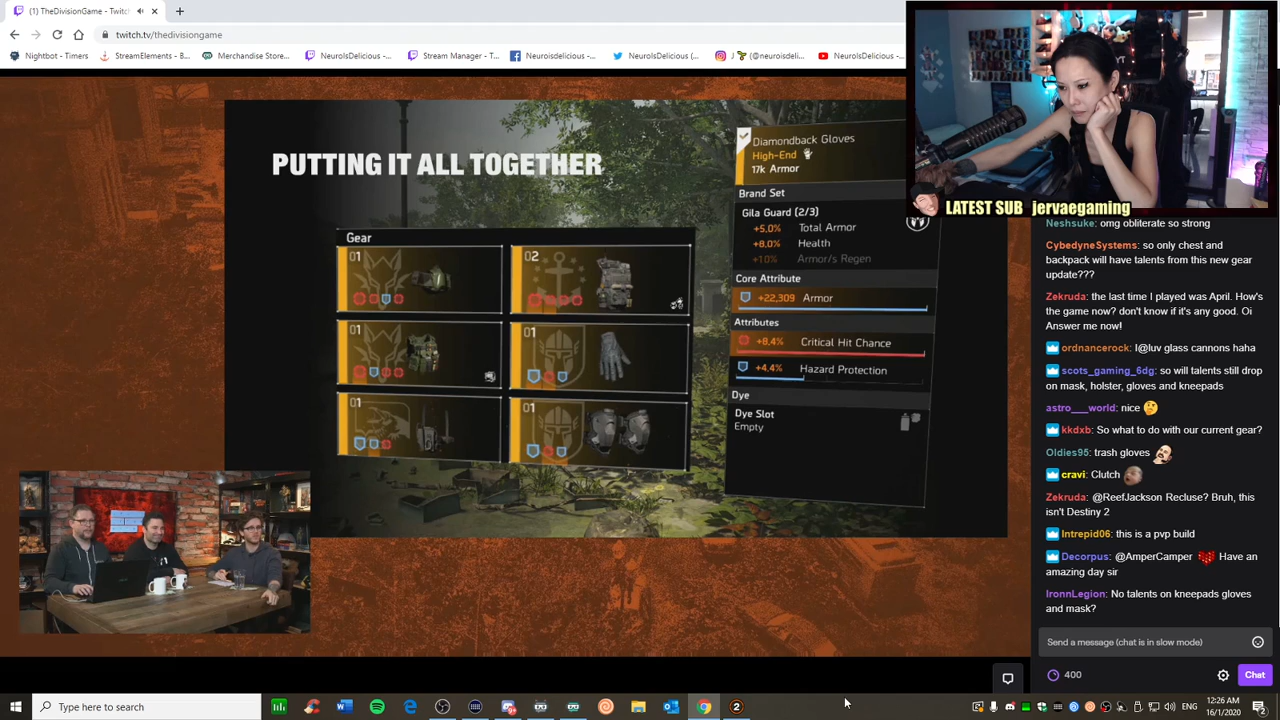 (1) TheDivisionGame - Twitch
twitch.tv/thedivisiongame
Nightbot - Timers
StreamElements - B...
Merchandise Store...
NeuroIsDelicious -...
Stream Manager - T...
Neuroisdelicious -...
NeuroIsDelicious -...
(@neuroisdeli...
NeuroIsDelicious -...
LATEST SUB jervaegaming
PUTTING IT ALL TOGETHER
Gear
01
02
01
01
01
01
Diamondback Gloves
High-End
17k Armor
Brand Set
Gila Guard (2/3)
+5.0% Total Armor
+8.0% Health
+1.0% Armor/s Regen
Core Attribute
+22,309 Armor
Attributes
+8.4% Critical Hit Chance
+4.4% Hazard Protection
Dye
Dye Slot
Empty
Neshsuke: omg obliterate so strong
CybedyneSystems: so only chest and
backpack will have talents from this new gear
update???
Zekruda: the last time I played was April. How's
the game now? don't know if it's any good. Oi
Answer me now!
ordnancerock: I@luv glass cannons haha
scots_gaming_6dg: so will talents still drop
on mask, holster, gloves and kneepads
astro___world: nice
kkdxb: So what to do with our current gear?
Oldies95: trash gloves
cravi: Clutch
Zekruda: @ReefJackson Recluse? Bruh, this
isn't Destiny 2
Intrepid06: this is a pvp build
Decorpus: @AmperCamper Have an
amazing day sir
IronnLegion: No talents on kneepads gloves
and mask?
Send a message (chat is in slow mode)
400
Chat
Type here to search
ENG
12:26 AM
16/1/2020